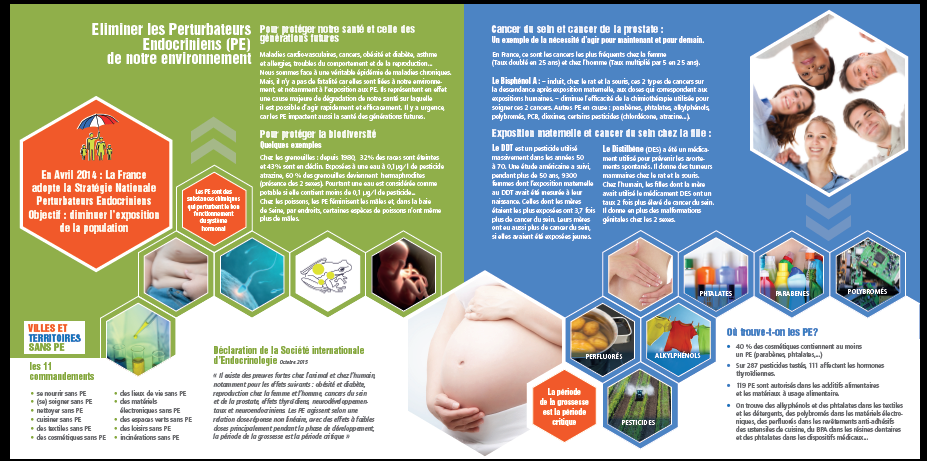 Eliminer les Perturbateurs
Endocriniens (PE)
de notre environnement
En Avril 2014 : La France
adopte la Stratégie Nationale
Perturbateurs Endocriniens
Objectif : diminuer l'exposition
de la population
Les PE sont des
substances chimiques
qui perturbent le bon
fonctionnement
du système
hormonal
Pour protéger notre santé et celle des
générations futures
Maladies cardio-vasculaires, cancers, obésité et diabète, asthme
et allergies, troubles du comportement et de la reproduction...
Nous sommes face à une véritable épidémie de maladies chroniques.
Mais, il n'y a pas de fatalité car elles sont liées à notre environne-
ment, et notamment à l'exposition aux PE. Ils représentent en effet
une cause majeure de dégradation de notre santé sur laquelle
il est possible d'agir rapidement et efficacement. Il y a urgence,
car les PE impactent aussi la santé des générations futures.
Pour protéger la biodiversité
Quelques exemples
Chez les grenouilles : depuis 1980, 32% des races sont éteintes
et 43% sont en déclin. Exposées à une eau à 0,1 µg/l de pesticide
atrazine, 60 % des grenouilles deviennent hermaphrodites
(présence des 2 sexes). Pourtant une eau est considérée comme
potable si elle contient moins de 0,1 µg/l de pesticide...
Chez les poissons, les PE féminisent les mâles et, dans la baie
de Seine, par endroits, certaines espèces de poissons n'ont même
plus de mâles.
Cancer du sein et cancer de la prostate :
Un exemple de la nécessité d'agir pour maintenant et pour demain.
En France, ce sont les cancers les plus fréquents chez la femme
(Taux doublé en 25 ans) et chez l'homme (Taux multiplié par 5 en 25 ans).
Le Bisphénol A : – induit, chez le rat et la souris, ces 2 types de cancers sur
la descendance après exposition maternelle, aux doses qui correspondent aux
expositions humaines. – diminue l'efficacité de la chimiothérapie utilisée pour
soigner ces 2 cancers. Autres PE en cause : parabènes, phtalates, alkylphénols,
polybromés, PCB, dioxines, certains pesticides (chlordécone, atrazine...).
Exposition maternelle et cancer du sein chez la fille :
Le DDT est un pesticide utilisé
massivement dans les années 50
à 70. Une étude américaine a suivi,
pendant plus de 50 ans, 9300
femmes dont l'exposition maternelle
au DDT avait été mesurée à leur
naissance. Celles dont les mères
étaient les plus exposées ont 3,7 fois
plus de cancer du sein. Leurs mères
ont eu aussi plus de cancer du sein,
si elles avaient été exposées jeunes.
Le Distilbène (DES) a été un médica-
ment utilisé pour prévenir les avorte-
ments spontanés. Il donne des tumeurs
mammaires chez le rat et la souris.
Chez l'humain, les filles dont la mère
avait utilisé le médicament DES ont un
taux 2 fois plus élevé de cancer du sein.
Il donne en plus des malformations
génitales chez les 2 sexes.
PHTALATES
PARABENES
POLYBROMÉS
PERFLUORÉS
ALKYLPHÉNOLS
PESTICIDES
La période
de la grossesse
est la période
critique
VILLES ET
TERRITOIRES
SANS PE
les 11
commandements
• se nourrir sans PE
• (se) soigner sans PE
• nettoyer sans PE
• cuisiner sans PE
• des textiles sans PE
• des cosmétiques sans PE
• des lieux de vie sans PE
• des matériels
électroniques sans PE
• des espaces verts sans PE
• des loisirs sans PE
• incinérations sans PE
Déclaration de la Société internationale
d'Endocrinologie Octobre 2015
« Il existe des preuves fortes chez l'animal et chez l'humain,
notamment pour les effets suivants : obésité et diabète,
reproduction chez la femme et l'homme, cancers du sein
et de la prostate, effets thyroïdiens, neurodéveloppemen-
taux et neuroendocriniens. Les PE agissent selon une
relation dose-réponse non linéaire, avec des effets à faibles
doses principalement pendant la phase de développement,
la période de la grossesse est la période critique »
Où trouve-t-on les PE?
• 40 % des cosmétiques contiennent au moins
un PE (parabènes, phtalates,...)
• Sur 287 pesticides testés, 111 affectent les hormones
thyroïdiennes.
• 119 PE sont autorisés dans les additifs alimentaires
et les matériaux à usage alimentaire.
• On trouve des alkyphénols et des phtalates dans les textiles
et les détergents, des polybromés dans les matériels électro-
niques, des perfluorés dans les revêtements anti-adhésifs
des ustensiles de cuisine, du BPA dans les résines dentaires
et des phtalates dans les dispositifs médicaux...